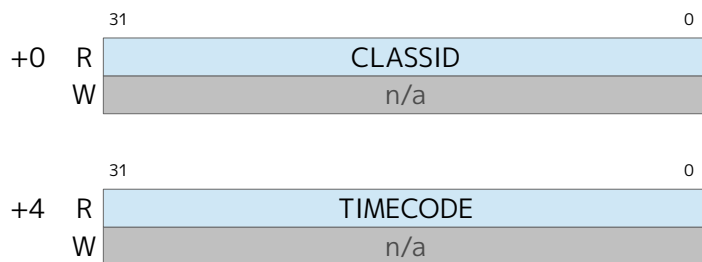 31 0
+0 R CLASSID
W n/a
31 0
+4 R TIMECODE
W n/a